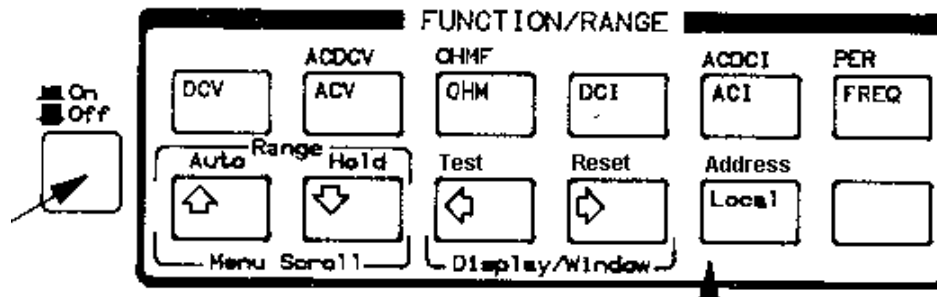 FUNCTION/RANGE
ACDCV OHMF ACDCI PER
On
Off
DCV ACV OHM DCI ACI FREQ
Range
Auto Hold Test Reset Address
Local
Menu Scroll Display/Window